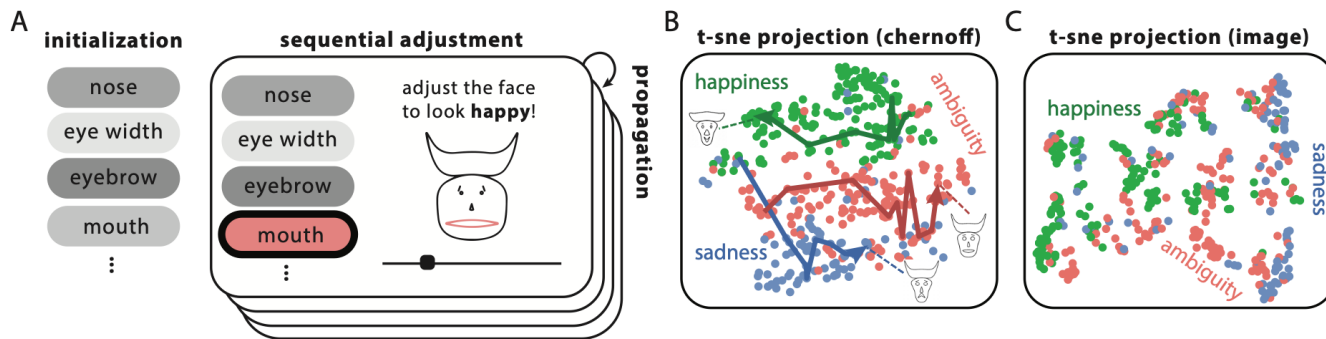 A
initialization
nose
eye width
eyebrow
mouth
sequential adjustment
nose
eye width
eyebrow
mouth
adjust the face
to look happy!
propagation
B
t-sne projection (chernoff)
happiness
ambiguity
sadness
C
t-sne projection (image)
happiness
sadness
ambiguity